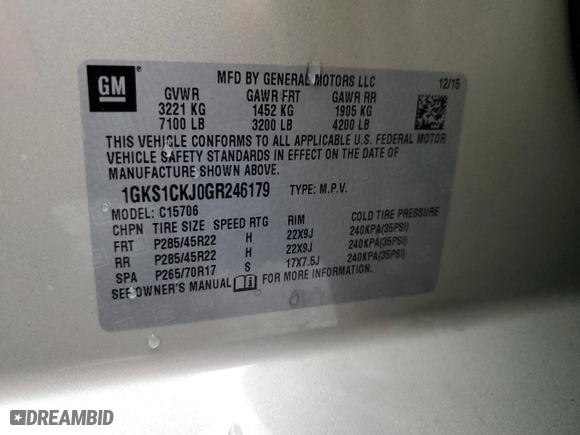 GM
MFD BY GENERAL MOTORS LLC
12/15
GVWR GAWR FRT GAWR RR
3221 KG 1452 KG 1905 KG
7100 LB 3200 LB 4200 LB
THIS VEHICLE CONFORMS TO ALL APPLICABLE U.S. FEDERAL MOTOR
VEHICLE SAFETY STANDARDS IN EFFECT ON THE DATE OF
MANUFACTURE SHOWN ABOVE.
1GKS1CKJ0GR246179 TYPE: M.P.V.
MODEL: C15706
CHPN TIRE SIZE SPEED RTG RIM COLD TIRE PRESSURE
FRT P285/45R22 H 22X9J 240KPA(35PSI)
RR P285/45R22 H 22X9J 240KPA(35PSI)
SPA P265/70R17 S 17X7.5J 240KPA(35PSI)
SEE OWNER'S MANUAL FOR MORE INFORMATION.
DREAMBID